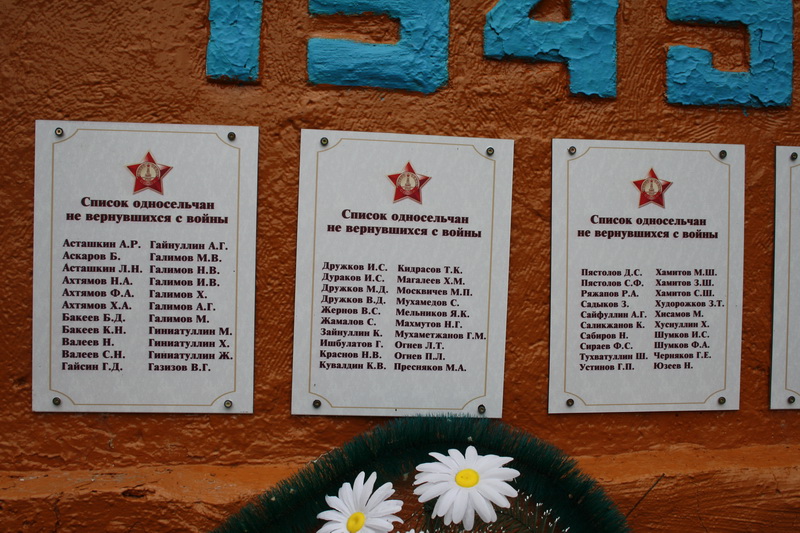 1945
Список односельчан
не вернувшихся с войны
Асташкин А.Р. Гайнуллин А.Г.
Аскаров Б. Галимов М.В.
Асташкин Л.Н. Галимов Н.В.
Ахтямов Н.А. Галимов И.В.
Ахтямов Ф.А. Галимов Х.
Ахтямов Х.А. Галимов А.Г.
Бакеев Б.Д. Галимов М.
Бакеев К.Н. Гиниатуллин М.
Валеев Н. Гиниатуллин Х.
Валеев С.Н. Гиниатуллин Ж.
Гайсин Г.Д. Газизов В.Г.
Список односельчан
не вернувшихся с войны
Дружков И.С. Кидрасов Т.К.
Дураков И.С. Магалеев Х.М.
Дружков М.Д. Москвичев М.П.
Дружков В.Д. Мухамедов С.
Жернов В.С. Мельников Я.К.
Жамалов С. Махмутов Н.Г.
Зайнуллин К. Мухаметжанов Г.М.
Ишбулатов Г. Огнев Л.Т.
Краснов Н.В. Огнев П.Л.
Кувалдин К.В. Пресняков М.А.
Список односельчан
не вернувшихся с войны
Пястолов Д.С. Хамитов М.Ш.
Пястолов С.Ф. Хамитов З.Ш.
Ряжапов Р.А. Хамитов С.Ш.
Садыков З. Худорожков З.Т.
Сайфуллин А.Г. Хисамов М.
Саликжанов К. Хуснуллин Х.
Сабиров Н. Шумков И.С.
Сираев Ф.С. Шумков Ф.А.
Тухватуллин Ш. Черняков Г.Е.
Устинов Г.П. Юзеев Н.